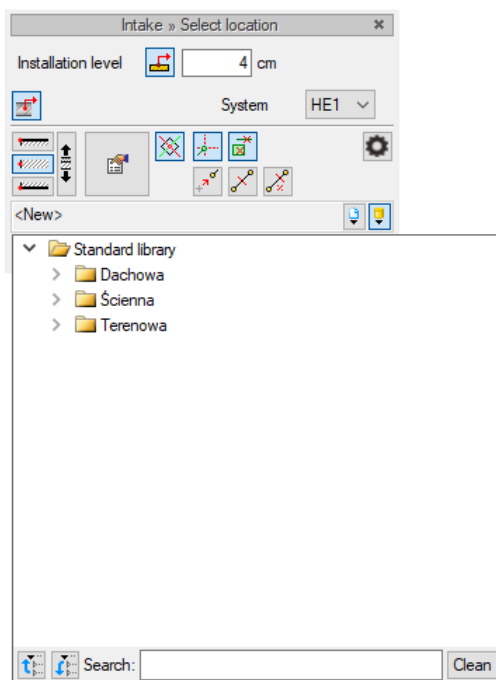 Intake » Select location
Installation level 4 cm
System HE1
<New>
Standard library
Dachowa
Ścienna
Terenowa
Search: Clean